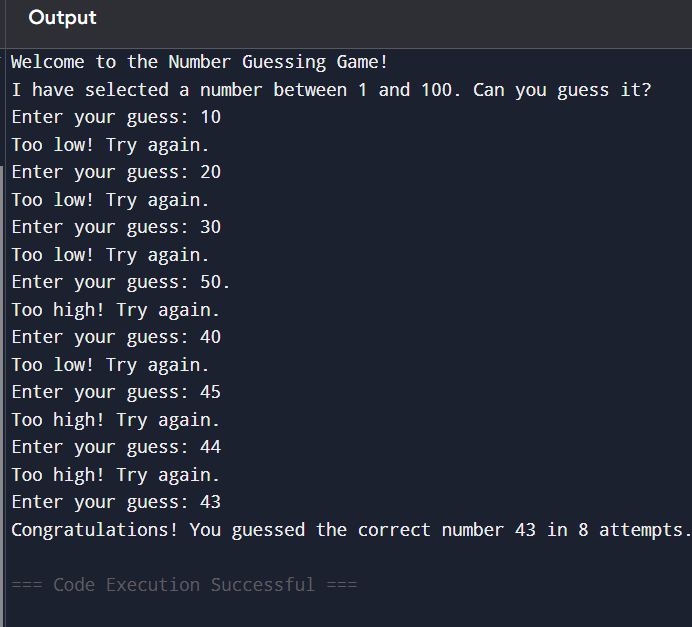 Output
Welcome to the Number Guessing Game!
I have selected a number between 1 and 100. Can you guess it?
Enter your guess: 10
Too low! Try again.
Enter your guess: 20
Too low! Try again.
Enter your guess: 30
Too low! Try again.
Enter your guess: 50.
Too high! Try again.
Enter your guess: 40
Too low! Try again.
Enter your guess: 45
Too high! Try again.
Enter your guess: 44
Too high! Try again.
Enter your guess: 43
Congratulations! You guessed the correct number 43 in 8 attempts.
=== Code Execution Successful ===